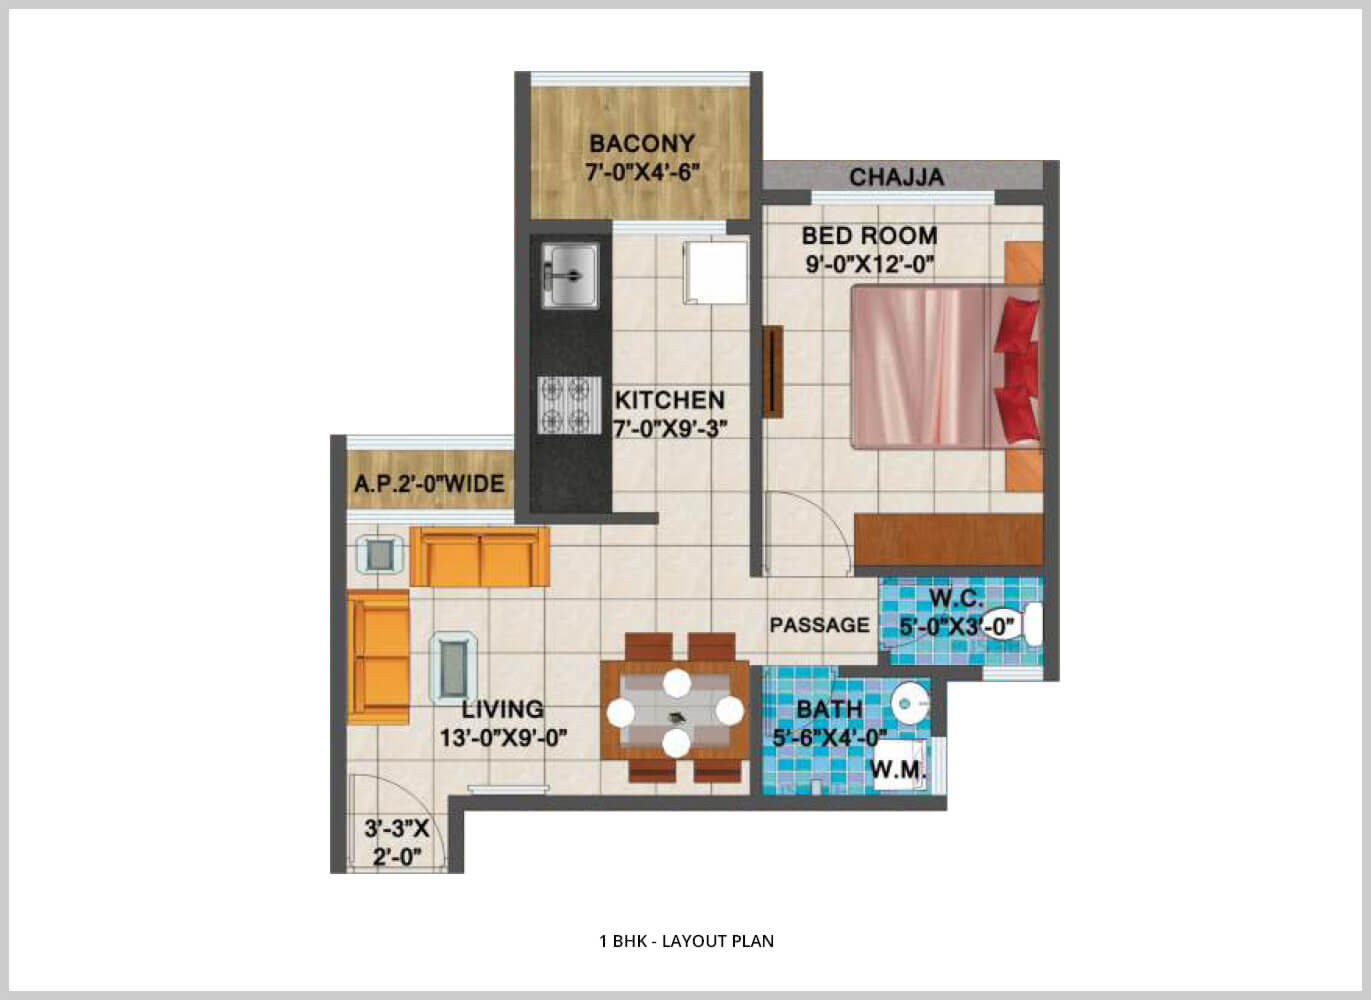 BACONY
7'-0"X4'-6"
CHAJJA
BED ROOM
9'-0"X12'-0"
KITCHEN
7'-0"X9'-3"
A.P.2'-0"WIDE
W.C.
5'-0"X3'-0"
PASSAGE
LIVING
13'-0"X9'-0"
BATH
5'-6"X4'-0"
W.M.
3'-3"X
2'-0"
1 BHK - LAYOUT PLAN